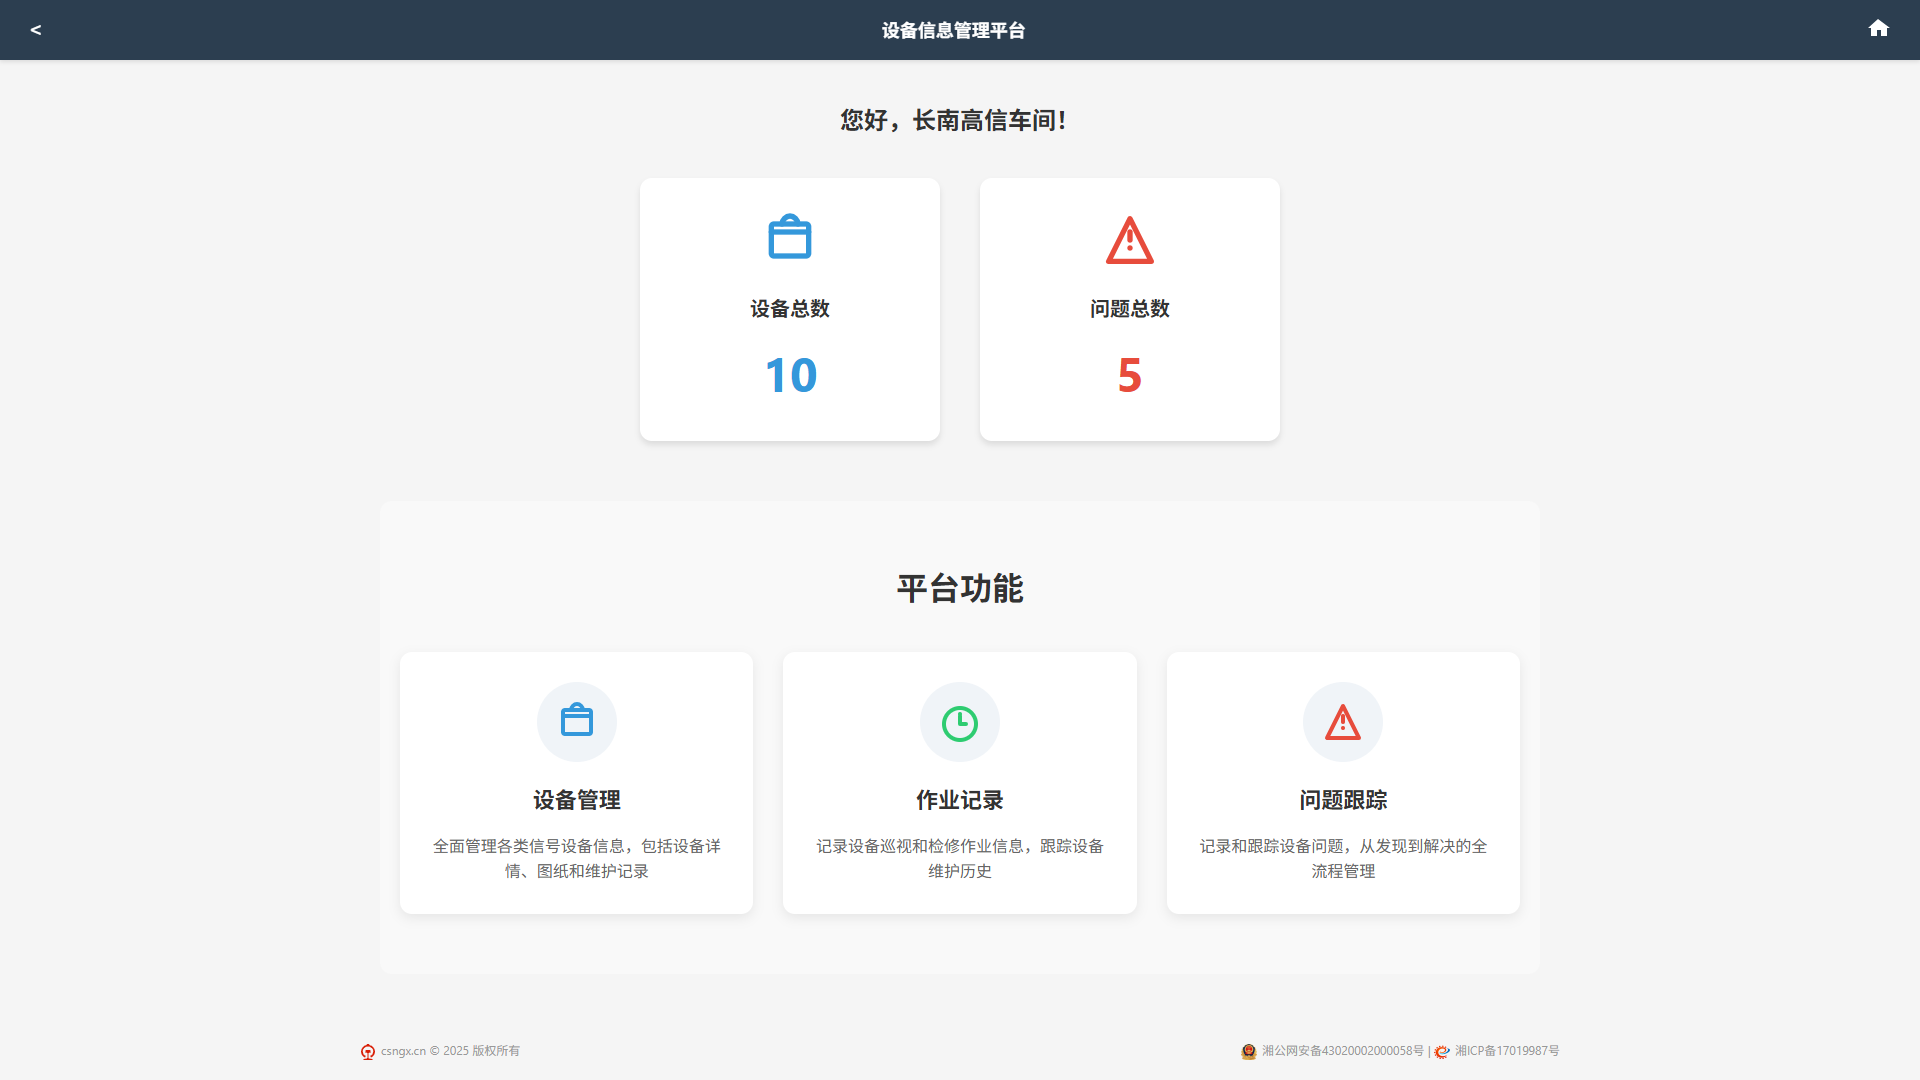 <
设备信息管理平台
您好，长南高信车间！
设备总数
问题总数
10
5
平台功能
设备管理
作业记录
问题跟踪
全面管理各类信号设备信息，包括设备详
情、图纸和维护记录
记录设备巡视和检修作业信息，跟踪设备
维护历史
记录和跟踪设备问题，从发现到解决的全
流程管理
csngx.cn © 2025 版权所有
湘公网安备43020002000058号 | 湘ICP备17019987号